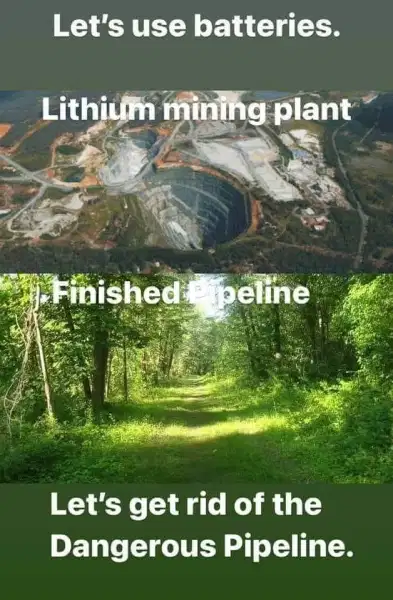 Let's use batteries.
Lithium mining plant
Finished Pipeline
Let's get rid of the
Dangerous Pipeline.